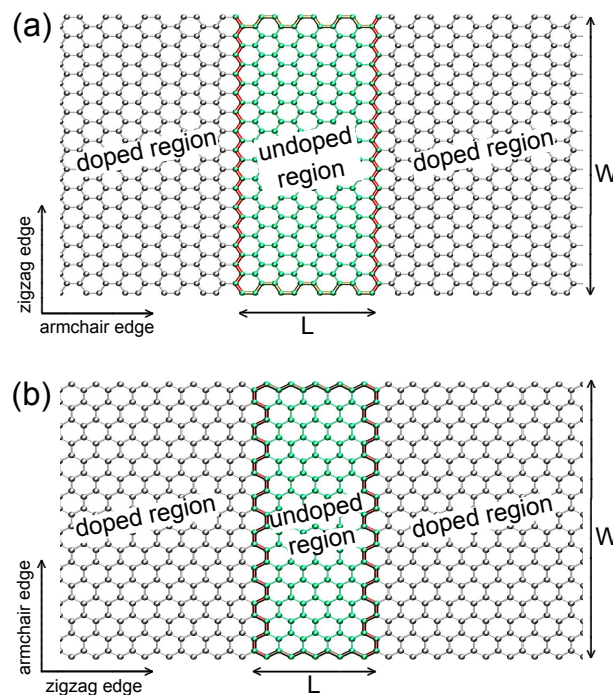 (a)
doped region
undoped
region
doped region
W
zigzag edge
armchair edge
L
(b)
doped region
undoped
region
doped region
W
armchair edge
zigzag edge
L